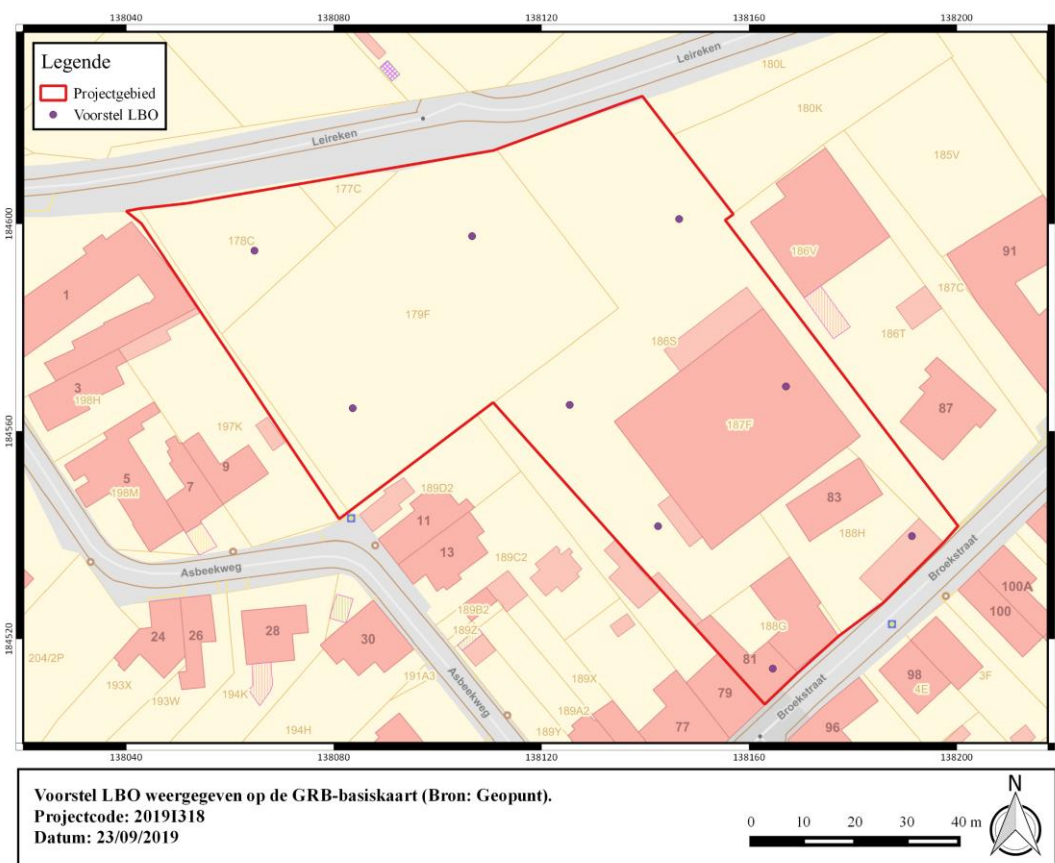 138040 138080 138120 138160 138200
Legende
Projectgebied
Voorstel LBO
Leireken
180L
180K
Leireken
185V
177C
184600
178C
186V
91
187C
1
179F
186S
186T
3
198H
87
184560
197K
187F
9
5
7
198M
189D2
83
11
188H
13
189C2
Asbeekweg
Broekstraat
100A
100
24
26
28
30
189B2
189Z
188G
184520
81
204/2P
193X
193W
194K
191A3
189X
79
98
4E
3F
Asbeekweg
189A2
Broekstraat
194H
189Y
77
96
138040 138080 138120 138160 138200
Voorstel LBO weergegeven op de GRB-basiskaart (Bron: Geopunt).
Projectcode: 2019I318
Datum: 23/09/2019
0 10 20 30 40 m
N